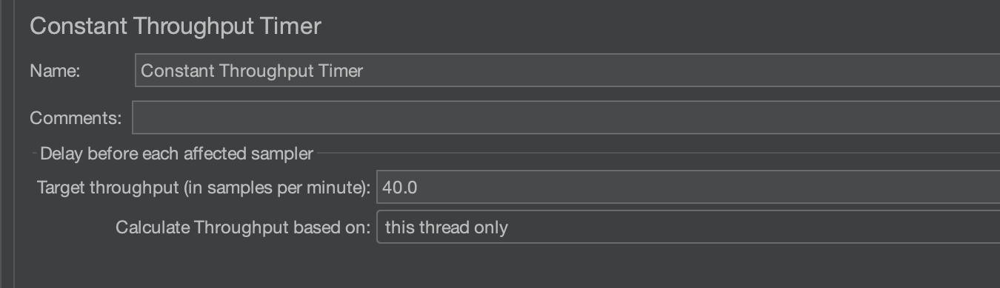 Constant Throughput Timer
Name: Constant Throughput Timer
Comments:
Delay before each affected sampler
Target throughput (in samples per minute): 40.0
Calculate Throughput based on: this thread only